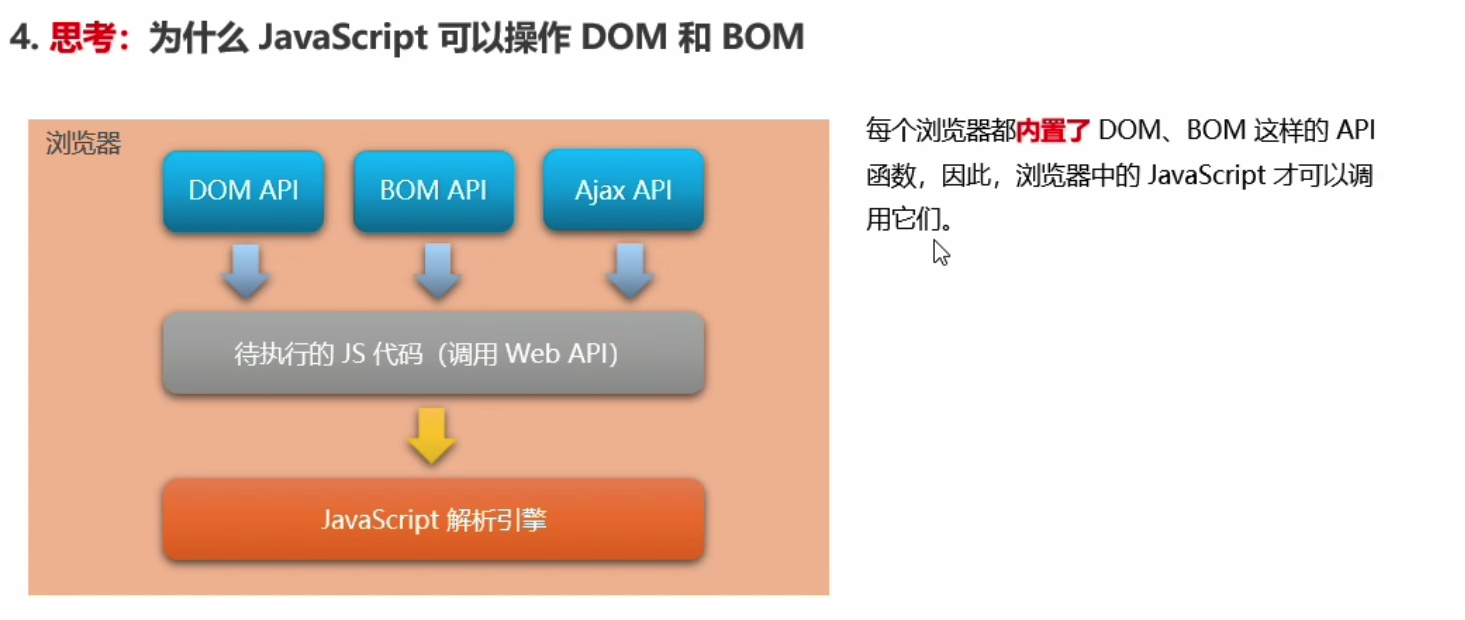 4. 思考：为什么 JavaScript 可以操作 DOM 和 BOM
浏览器
DOM API
BOM API
Ajax API
待执行的 JS 代码（调用 Web API）
JavaScript 解析引擎
每个浏览器都内置了 DOM、BOM 这样的 API
函数，因此，浏览器中的 JavaScript 才可以调
用它们。